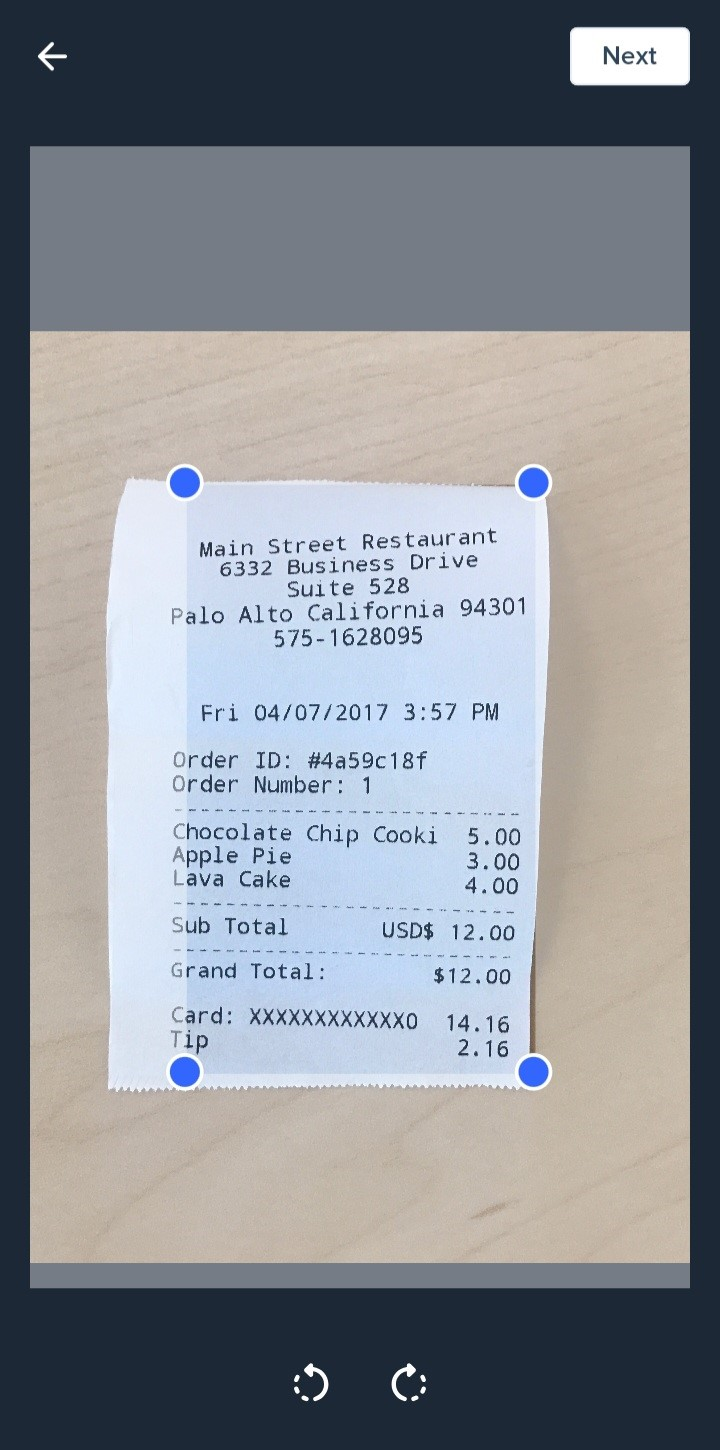 Next
Main Street Restaurant
6332 Business Drive
Suite 528
Palo Alto California 94301
575-1628095
Fri 04/07/2017 3:57 PM
Order ID: #4a59c18f
Order Number: 1
Chocolate Chip Cooki 5.00
Apple Pie 3.00
Lava Cake 4.00
Sub Total USD$ 12.00
Grand Total: $12.00
Card: XXXXXXXXXXXX0 14.16
Tip 2.16